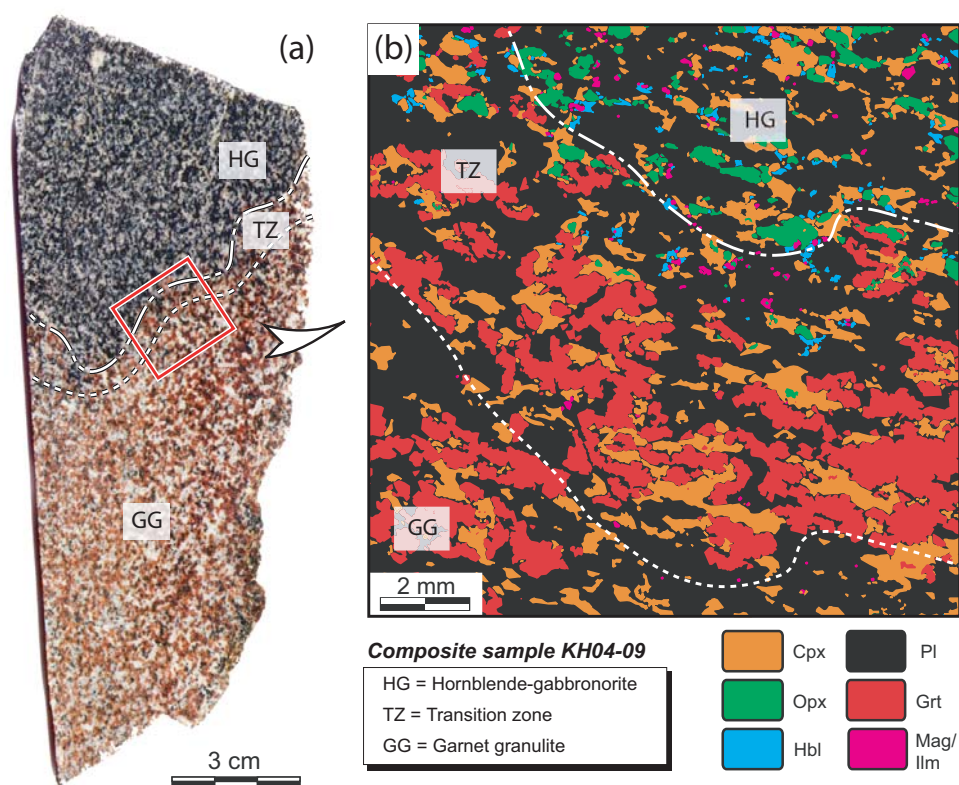 (a)
HG
TZ
GG
3 cm
(b)
HG
TZ
GG
2 mm
Composite sample KH04-09
HG = Hornblende-gabbronorite
TZ = Transition zone
GG = Garnet granulite
Cpx
Pl
Opx
Grt
Hbl
Mag/
Ilm